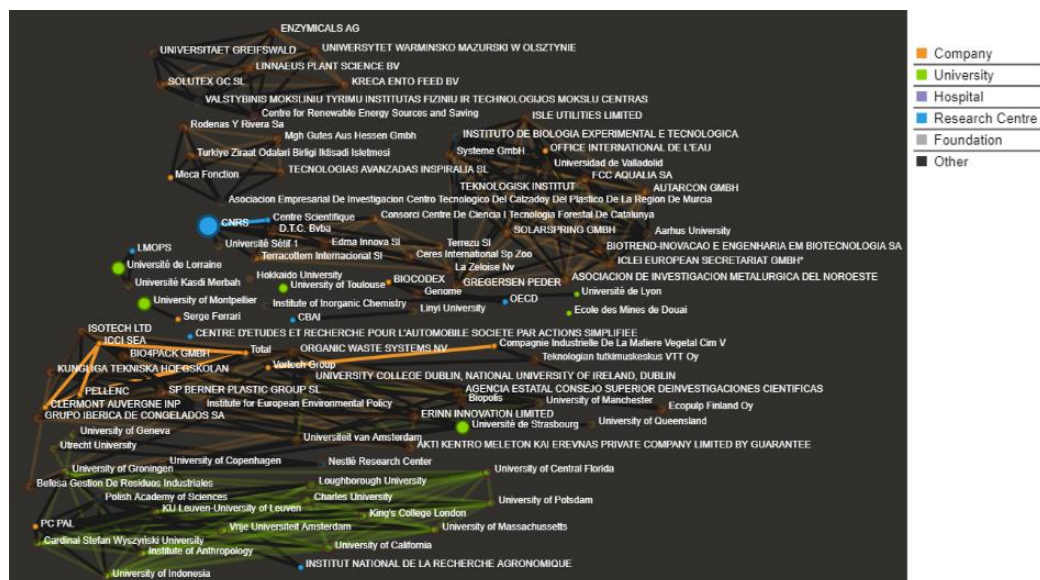 ENZYMICALS AG
UNIVERSITAET GREIFSWALD
UNIWERSYTET WARMINSKO MAZURSKI W OLSZTYNIE
LINNAEUS PLANT SCIENCE BV
SOLUTEX GC SL
KRECA ENTO FEED BV
VALSTYBINIS MOKSLINIU TYRIMU INSTITUTAS FIZINIU IR TECHNOLOGIJOS MOKSLU CENTRAS
Centre for Renewable Energy Sources and Saving
ISLE UTILITIES LIMITED
Rodenas Y Rivera Sa
Mgh Gutes Aus Hessen Gmbh
INSTITUTO DE BIOLOGIA EXPERIMENTAL E TECNOLOGICA
OFFICE INTERNATIONAL DE L'EAU
Turkiye Ziraat Odalari Birligi Iktisadi Isletmesi
Systeme GmbH
Universidad de Valladolid
Meca Fonction
TECNOLOGIAS AVANZADAS INSPIRALIA SL
FCC AQUALIA SA
TEKNOLOGISK INSTITUT
AUTARCON GMBH
Asociacion Empresarial De Investigacion Centro Tecnologico Del Calzadoy Del Plastico De La Region De Murcia
CNRS
Centre Scientifique
Consorci Centre De Ciencia I Tecnologia Forestal De Catalunya
D.T.C. Bvba
SOLARSPRING GMBH
Aarhus University
Université Sétif 1
Edma Innova Sl
Terrezu Sl
BIOTREND-INOVACAO E ENGENHARIA EM BIOTECNOLOGIA SA
LMOPS
Terracottem Internacional Sl
Ceres International Sp Zoo
ICLEI EUROPEAN SECRETARIAT GMBH*
Université de Lorraine
La Zeloise Nv
Hokkaido University
Université Kasdi Merbah
University of Toulouse
BIOCODEX
GREGERSEN PEDER
ASOCIACION DE INVESTIGACION METALURGICA DEL NOROESTE
Genome
Université de Lyon
University of Montpellier
Institute of Inorganic Chemistry
OECD
Linyi University
Ecole des Mines de Douai
Serge Ferrari
CBAI
ISOTECH LTD
CENTRE D'ETUDES ET RECHERCHE POUR L'AUTOMOBILE SOCIETE PAR ACTIONS SIMPLIFIEE
ICCI SEA
Compagnie Industrielle De La Matiere Vegetal Cim V
BIO4PACK GMBH
Total
ORGANIC WASTE SYSTEMS NV
Teknologian tutkimuskeskus VTT Oy
KUNGLIGA TEKNISKA HOEGSKOLAN
Vertech Group
UNIVERSITY COLLEGE DUBLIN, NATIONAL UNIVERSITY OF IRELAND, DUBLIN
PELLENC
SP BERNER PLASTIC GROUP SL
AGENCIA ESTATAL CONSEJO SUPERIOR DEINVESTIGACIONES CIENTIFICAS
Biopolis
CLERMONT AUVERGNE INP
Institute for European Environmental Policy
University of Manchester
Ecopulp Finland Oy
GRUPO IBERICA DE CONGELADOS SA
ERINN INNOVATION LIMITED
University of Queensland
Université de Strasbourg
University of Geneva
Utrecht University
Universiteit van Amsterdam
AKTI KENTRO MELETON KAI EREVNAS PRIVATE COMPANY LIMITED BY GUARANTEE
University of Copenhagen
Nestlé Research Center
University of Groningen
University of Central Florida
Befesa Gestion De Residuos Industriales
Loughborough University
Polish Academy of Sciences
Charles University
University of Potsdam
KU Leuven-University of Leuven
King's College London
PC PAL
Vrije Universiteit Amsterdam
University of Massachussetts
Cardinal Stefan Wyszyński University
University of California
Institute of Anthropology
INSTITUT NATIONAL DE LA RECHERCHE AGRONOMIQUE
University of Indonesia
Company
University
Hospital
Research Centre
Foundation
Other